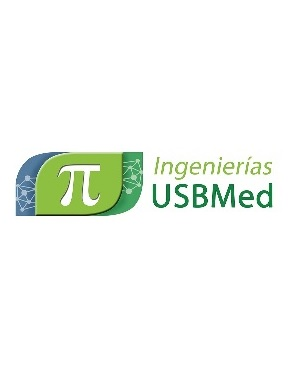 π
Ingenierías
USBMed